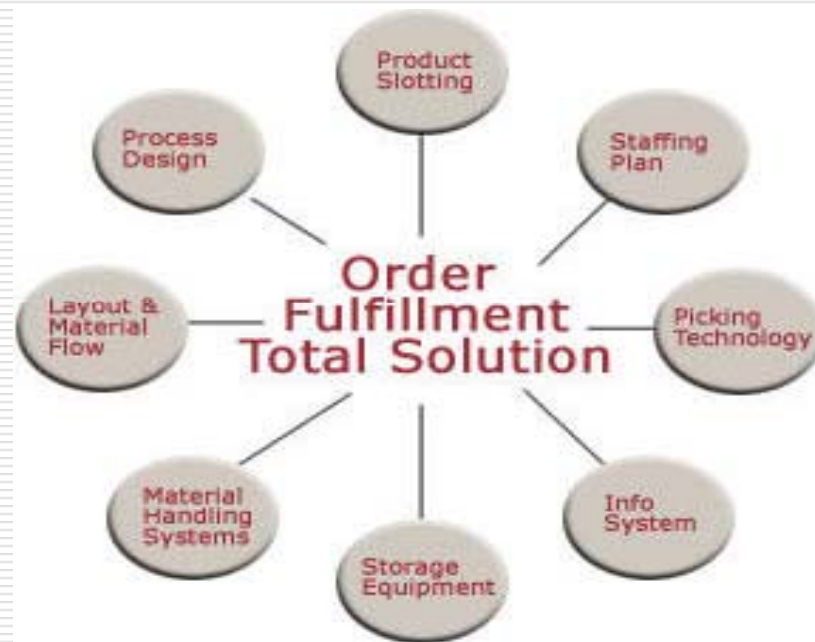 Product
Slotting
Process
Design
Staffing
Plan
Order
Fulfillment
Total Solution
Layout &
Material
Flow
Picking
Technology
Material
Handling
Systems
Info
System
Storage
Equipment